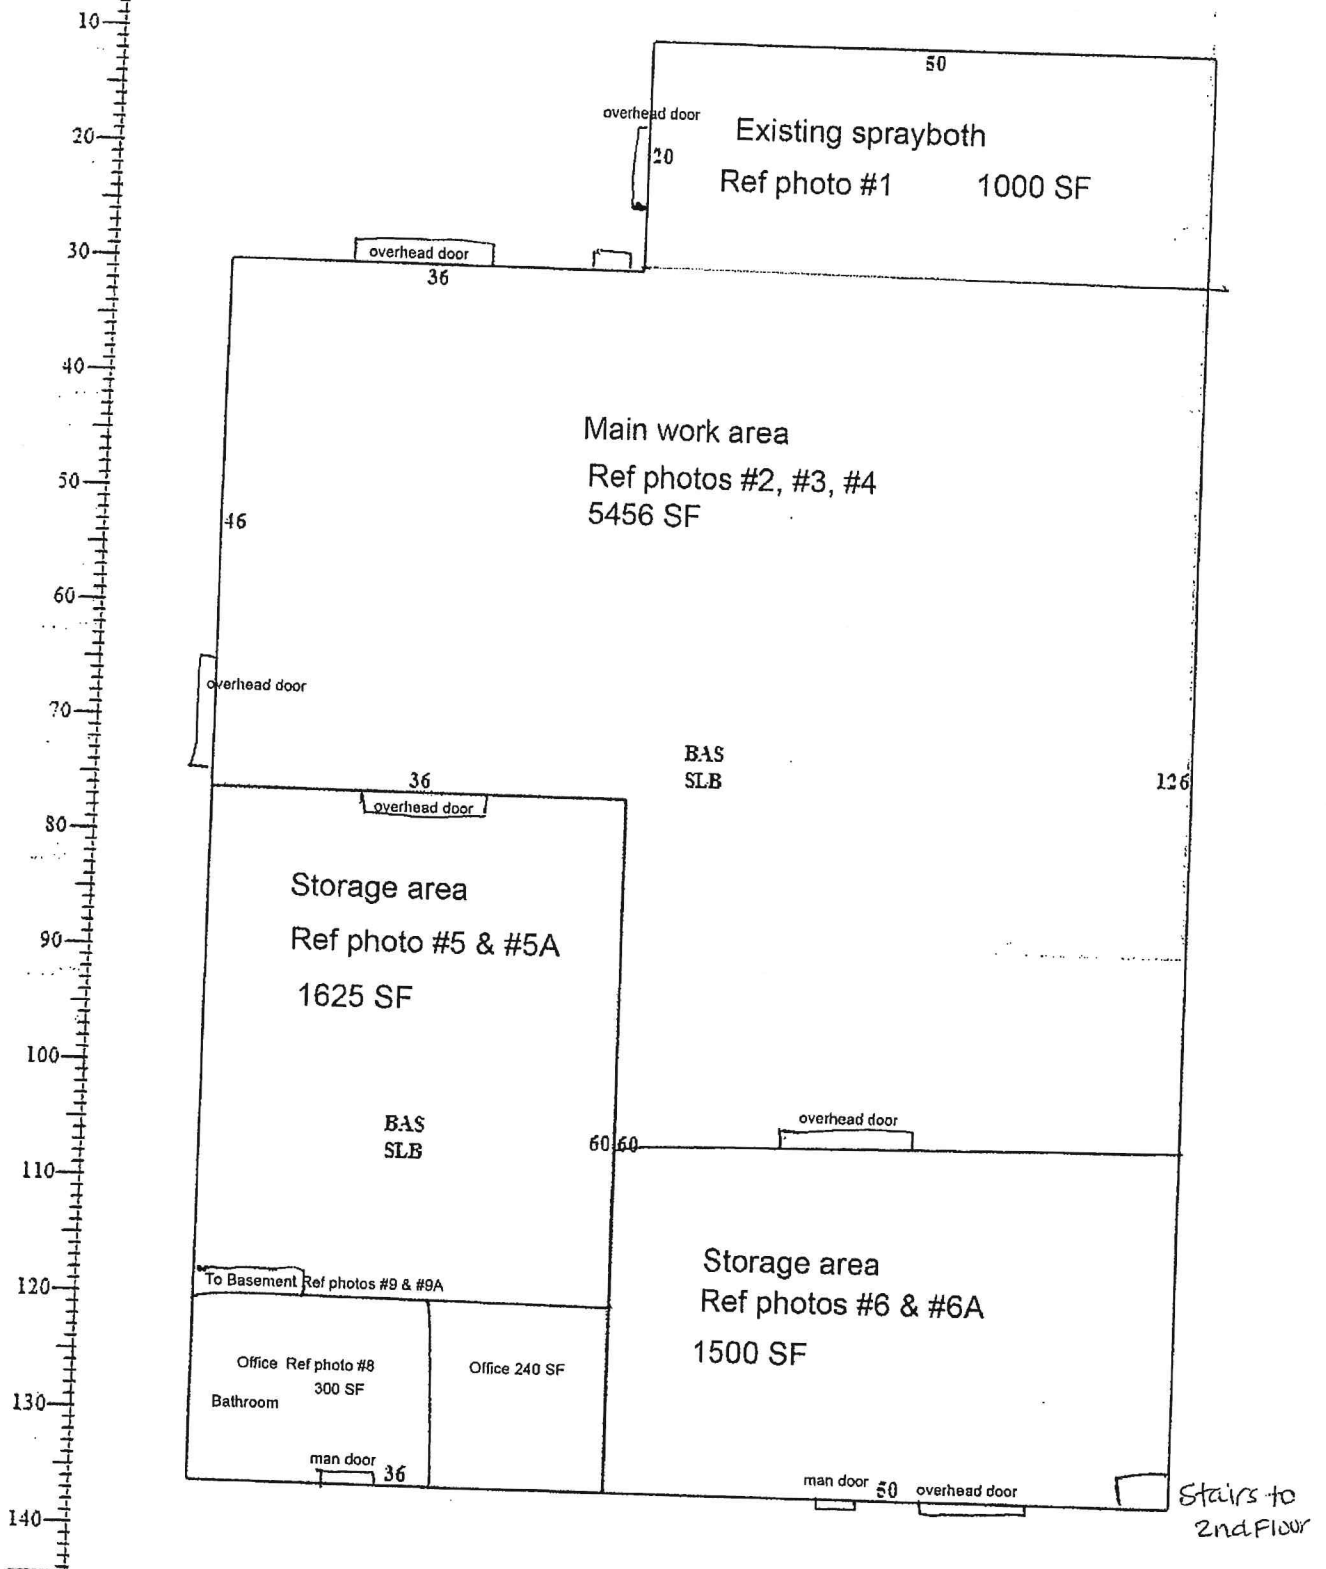 10
50
overhead door
Existing sprayboth
20
20
Ref photo #1 1000 SF
30
overhead door
36
40
Main work area
Ref photos #2, #3, #4
50
5456 SF
46
60
overhead door
70
BAS
SLB
36
126
overhead door
80
Storage area
90
Ref photo #5 & #5A
1625 SF
100
overhead door
BAS
SLB
60 60
110
Storage area
120
To Basement Ref photos #9 & #9A
Ref photos #6 & #6A
1500 SF
Office Ref photo #8
300 SF
Office 240 SF
130
Bathroom
man door
36
man door
50
overhead door
Stairs to
2nd Floor
140